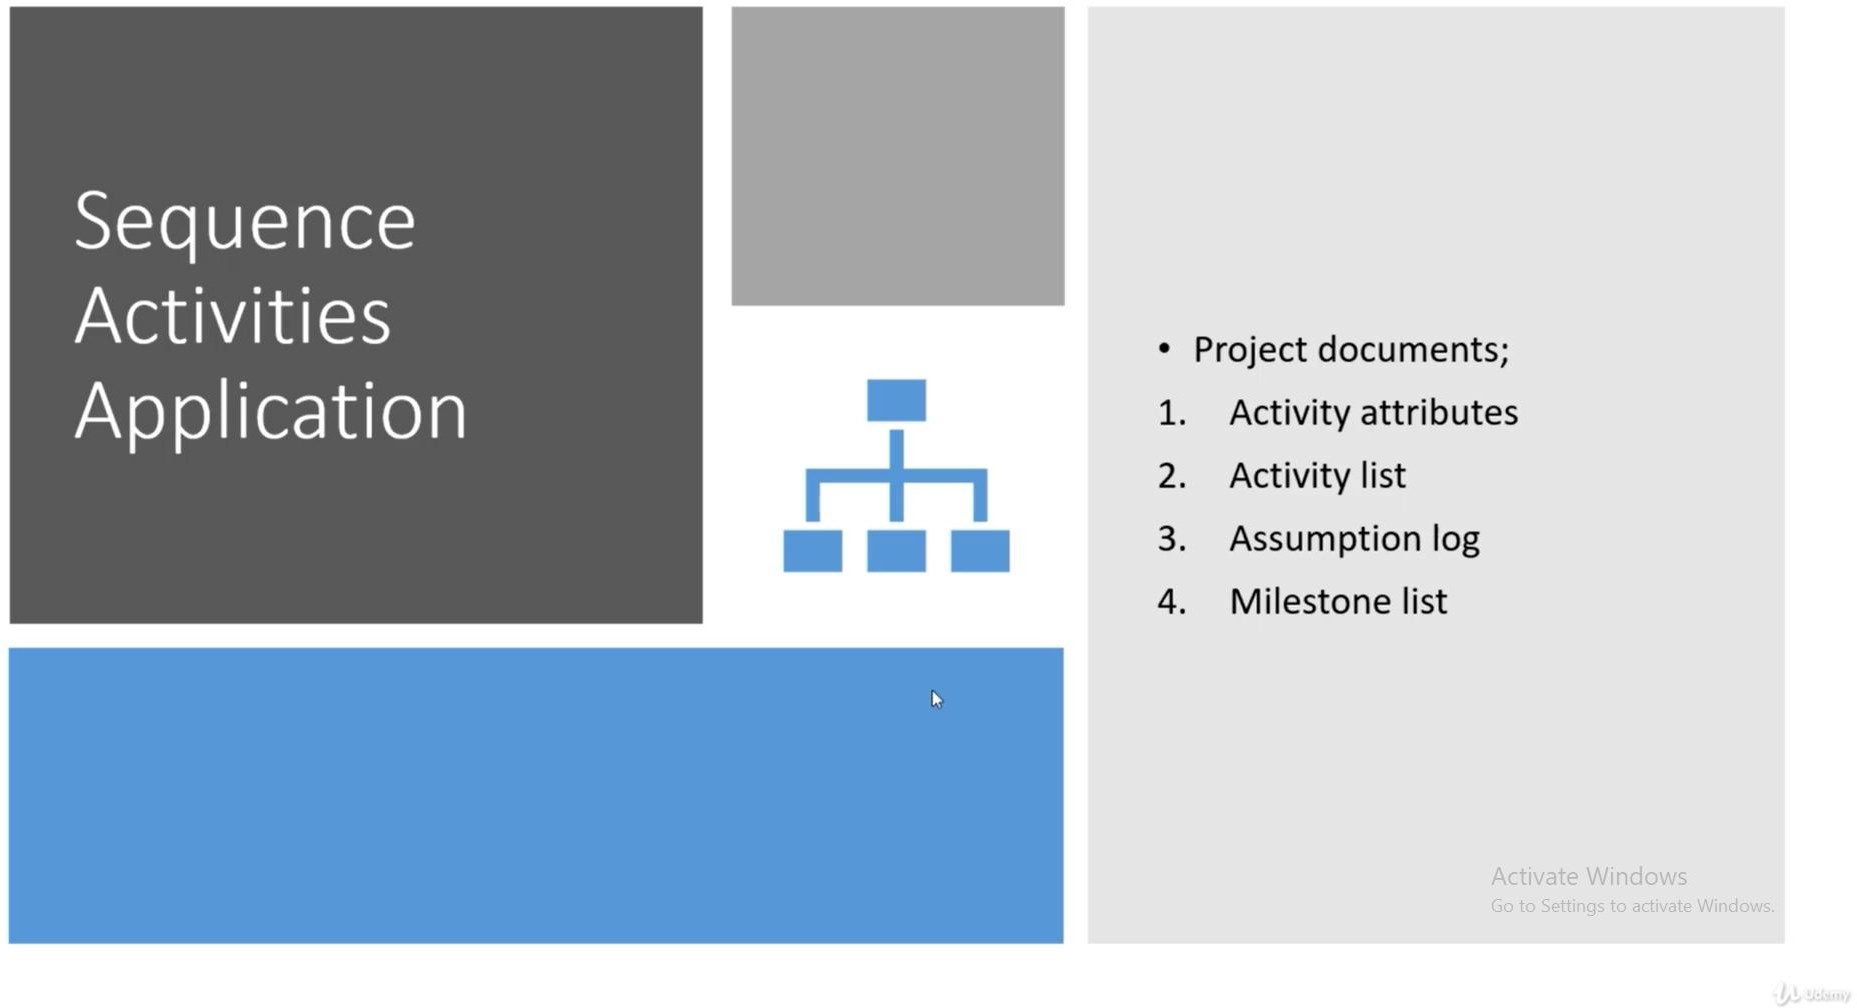 Sequence
Activities
Application
• Project documents;
1. Activity attributes
2. Activity list
3. Assumption log
4. Milestone list
Activate Windows
Go to Settings to activate Windows.
Udemy